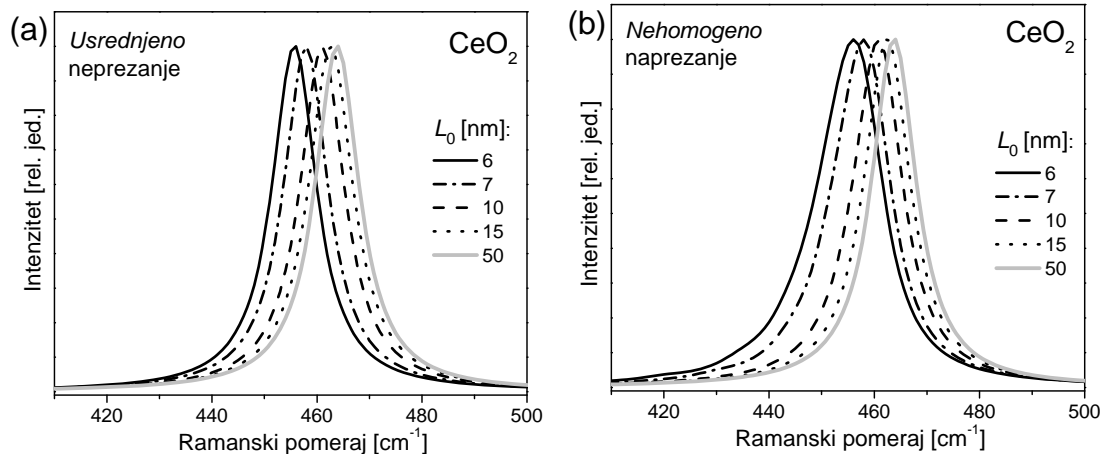 (a)
Usrednjeno
neprezanje
CeO2
L0 [nm]:
6
7
10
15
50
Intenzitet [rel. jed.]
420 440 460 480 500
Ramanski pomeraj [cm-1]
(b)
Nehomogeno
naprezanje
CeO2
L0 [nm]:
6
7
10
15
50
Intenzitet [rel. jed.]
420 440 460 480 500
Ramanski pomeraj [cm-1]